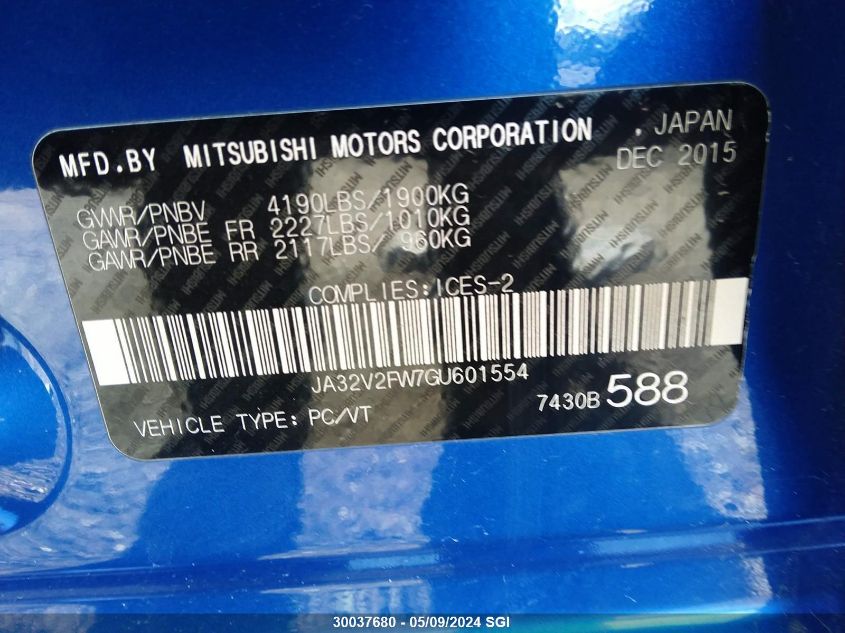 MFD.BY MITSUBISHI MOTORS CORPORATION . JAPAN
DEC 2015
GVWR/PNBV 4190LBS/1900KG
GAWR/PNBE FR 2227LBS/1010KG
GAWR/PNBE RR 2117LBS/ 960KG
COMPLIES:ICES-2
JA32V2FW7GU601554
VEHICLE TYPE: PC/VT 7430B 588
30037680 - 05/09/2024 SGI